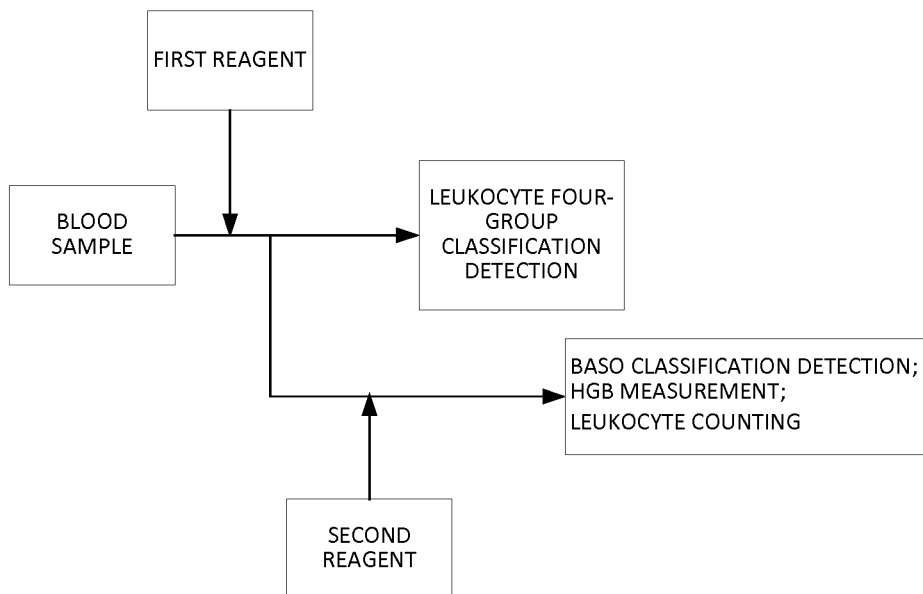 FIRST REAGENT
BLOOD
SAMPLE
LEUKOCYTE FOUR-
GROUP
CLASSIFICATION
DETECTION
BASO CLASSIFICATION DETECTION;
HGB MEASUREMENT;
LEUKOCYTE COUNTING
SECOND
REAGENT